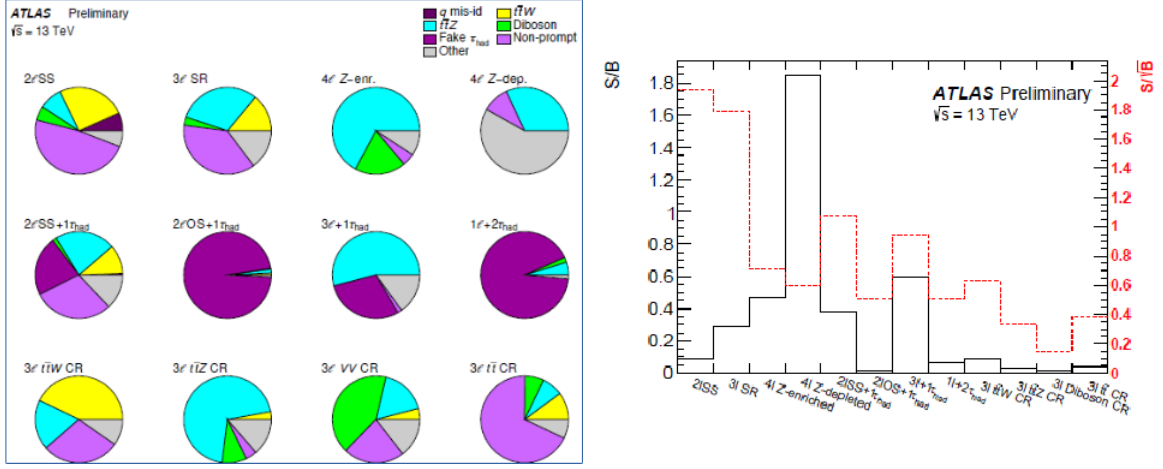 ATLAS Preliminary
√s = 13 TeV
q mis-id
tt̄W
tt̄Z
Diboson
Fake τhad
Non-prompt
Other
2ℓSS
3ℓ SR
4ℓ Z-enr.
4ℓ Z-dep.
2ℓSS+1τhad
2ℓOS+1τhad
3ℓ+1τhad
1ℓ+2τhad
3ℓ tt̄W CR
3ℓ tt̄Z CR
3ℓ VV CR
3ℓ tt̄ CR
S/B
S/√B
ATLAS Preliminary
√s = 13 TeV
1.8
1.6
1.4
1.2
1
0.8
0.6
0.4
0.2
0
2
1.8
1.6
1.4
1.2
1
0.8
0.6
0.4
0.2
0
2lSS
3l SR
4l Z-enriched
4l Z-depleted
2lSS+1τhad
2lOS+1τhad
3l+1τhad
1l+2τhad
3l tt̄W CR
3l tt̄Z CR
3l Diboson CR
3l tt̄ CR